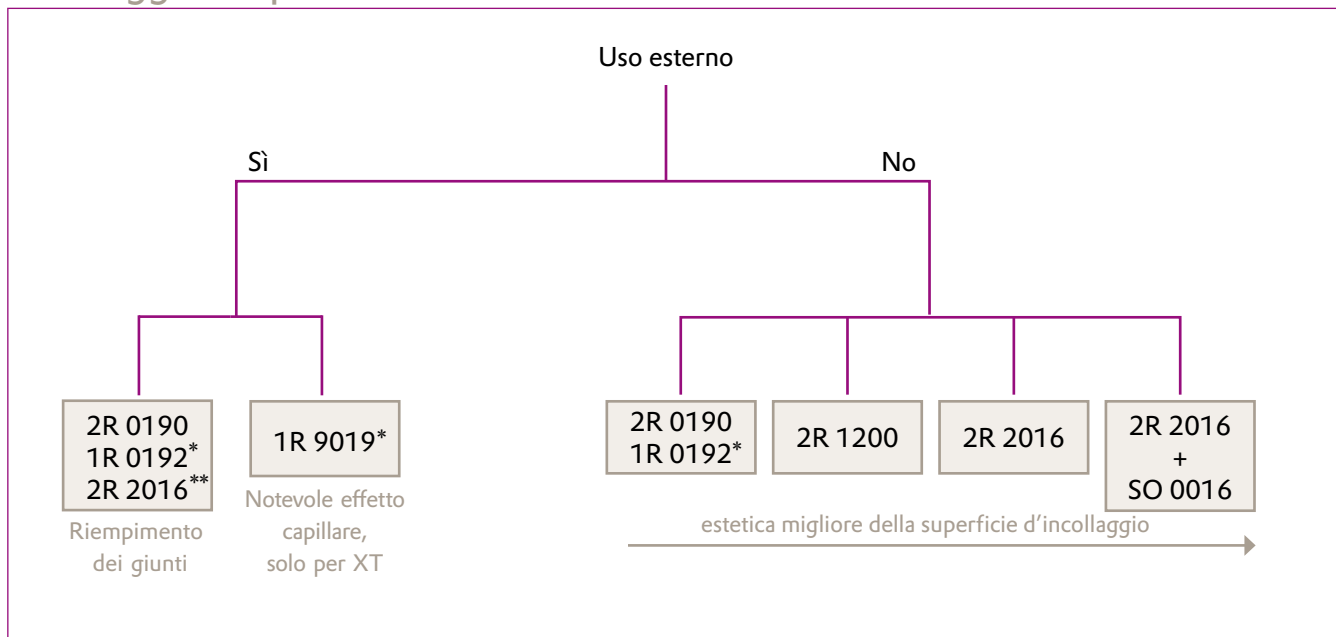 Uso esterno
Sì
No
2R 0190
1R 0192*
2R 2016**
Riempimento
dei giunti
1R 9019*
Notevole effetto
capillare,
solo per XT
2R 0190
1R 0192*
2R 1200
2R 2016
2R 2016
+
SO 0016
estetica migliore della superficie d'incollaggio